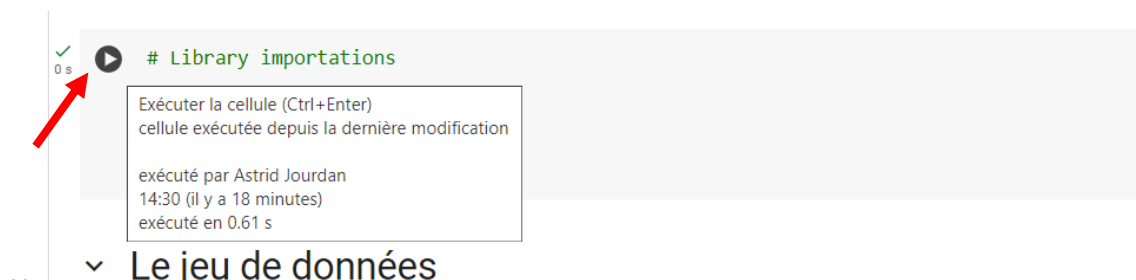 # Library importations
0 s
Exécuter la cellule (Ctrl+Enter)
cellule exécutée depuis la dernière modification
exécuté par Astrid Jourdan
14:30 (il y a 18 minutes)
exécuté en 0.61 s
Le jeu de données